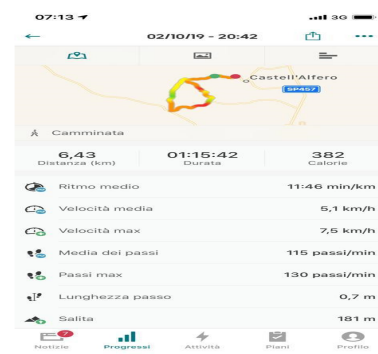 07:13
3G
02/10/19 - 20:42
Castell'Alfero
SP457
Camminata
6,43
Distanza (km)
01:15:42
Durata
382
Calorie
Ritmo medio 11:46 min/km
Velocità media 5,1 km/h
Velocità max 7,5 km/h
Media dei passi 115 passi/min
Passi max 130 passi/min
Lunghezza passo 0,7 m
Salita 181 m
7
Notizie Progressi Attività Piani Profilo